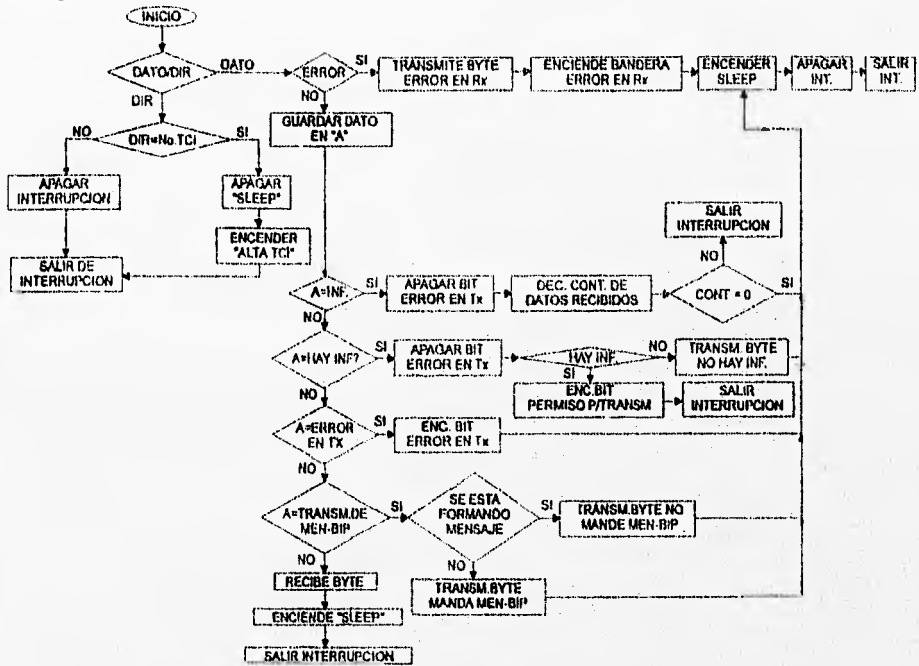 INICIO
DATO/DIR
DATO
ERROR
SI
TRANSMITE BYTE
ERROR EN Rx
ENCIENDE BANDERA
ERROR EN Rx
ENCENDER
SLEEP
APAGAR
INT.
SALIR
INT.
DIR
NO
GUARDAR DATO
EN "A"
NO
DIR=No.TCI
SI
APAGAR
INTERRUPCION
APAGAR
"SLEEP"
ENCENDER
"ALTA TCI"
SALIR DE
INTERRUPCION
SALIR
INTERRUPCION
NO
A=INF.
SI
APAGAR BIT
ERROR EN Tx
DEC. CONT. DE
DATOS RECIBIDOS
CONT = 0
SI
NO
A=HAY INF?
SI
APAGAR BIT
ERROR EN Tx
HAY INF.
NO
TRANSM. BYTE
NO HAY INF.
SI
ENC.BIT
PERMISO P/TRANSM
SALIR
INTERRUPCION
NO
A=ERROR
EN TX
SI
ENC. BIT
ERROR EN Tx
NO
A=TRANSM.DE
MEN-BIP
SI
SE ESTA
FORMANDO
MENSAJE
SI
TRANSM.BYTE NO
MANDE MEN-BIP
NO
RECIBE BYTE
NO
TRANSM.BYTE
MANDA MEN-BIP
ENCIENDE "SLEEP"
SALIR INTERRUPCION